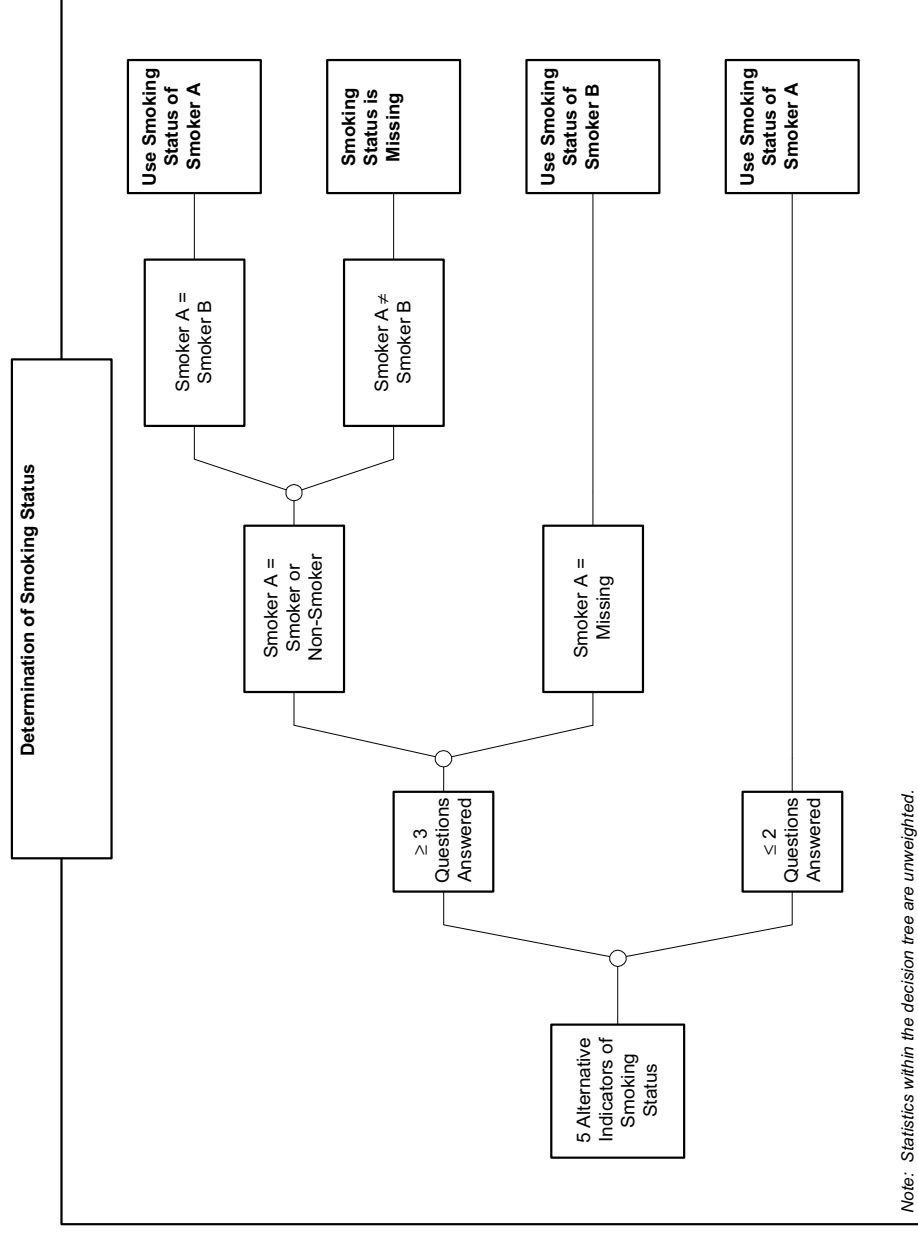 Determination of Smoking Status
5 Alternative
Indicators of
Smoking
Status
≥ 3
Questions
Answered
≤ 2
Questions
Answered
Smoker A =
Smoker or
Non-Smoker
Smoker A =
Missing
Smoker A =
Smoker B
Smoker A ≠
Smoker B
Use Smoking
Status of
Smoker A
Smoking
Status is
Missing
Use Smoking
Status of
Smoker B
Use Smoking
Status of
Smoker A
Note: Statistics within the decision tree are unweighted.